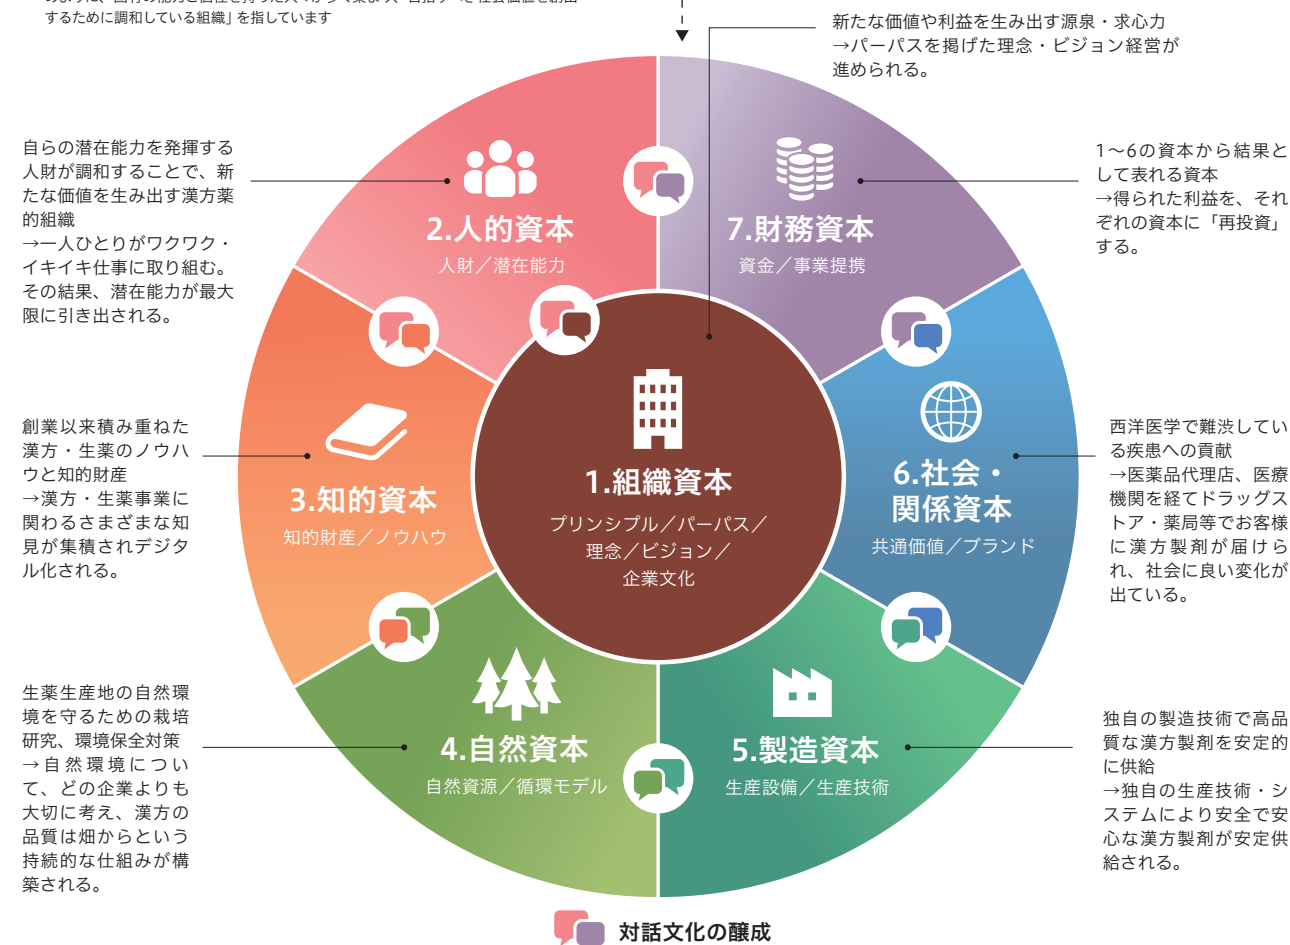 するために調和している組織」を指しています
新たな価値や利益を生み出す源泉・求心力
→パーパスを掲げた理念・ビジョン経営が
進められる。
自らの潜在能力を発揮する
人財が調和することで、新
たな価値を生み出す漢方薬
的組織
→一人ひとりがワクワク・
イキイキ仕事に取り組む。
その結果、潜在能力が最大
限に引き出される。
2.人的資本
人財／潜在能力
7.財務資本
資金／事業提携
1〜6の資本から結果と
して表れる資本
→得られた利益を、それ
ぞれの資本に「再投資」
する。
創業以来積み重ねた
漢方・生薬のノウハ
ウと知的財産
→漢方・生薬事業に
関わるさまざまな知
見が集積されデジタ
ル化される。
3.知的資本
知的財産／ノウハウ
1.組織資本
プリンシプル／パーパス／
理念／ビジョン／
企業文化
6.社会・
関係資本
共通価値／ブランド
西洋医学で難渋してい
る疾患への貢献
→医薬品代理店、医療
機関を経てドラッグス
トア・薬局等でお客様
に漢方製剤が届けら
れ、社会に良い変化が
出ている。
生薬生産地の自然環
境を守るための栽培
研究、環境保全対策
→自然環境につい
て、どの企業よりも
大切に考え、漢方の
品質は畑からという
持続的な仕組みが構
築される。
4.自然資本
自然資源／循環モデル
5.製造資本
生産設備／生産技術
独自の製造技術で高品
質な漢方製剤を安定的
に供給
→独自の生産技術・シ
ステムにより安全で安
心な漢方製剤が安定供
給される。
対話文化の醸成